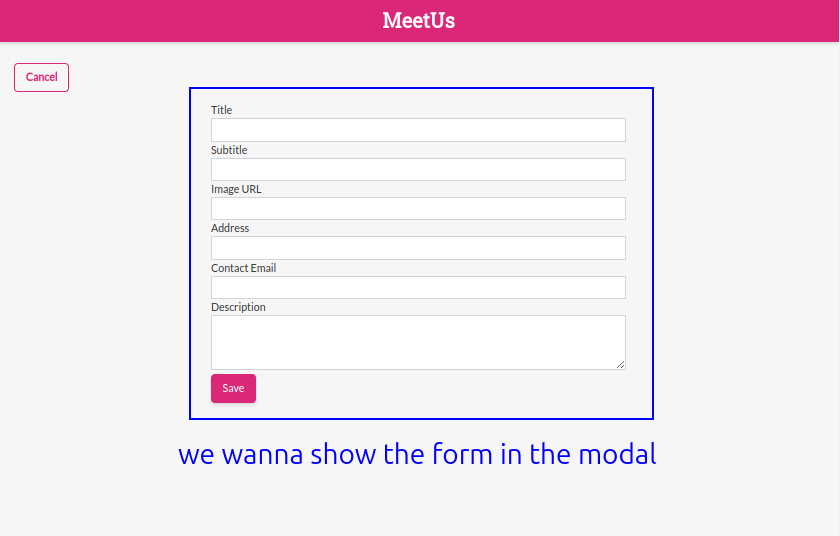 MeetUs
Cancel
Title
Subtitle
Image URL
Address
Contact Email
Description
Save
we wanna show the form in the modal